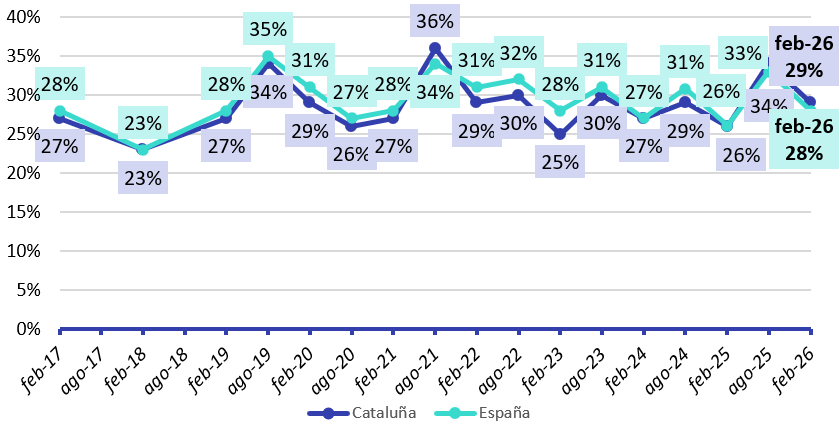 40%
35%
30%
25%
20%
15%
10%
5%
0%
28%
27%
23%
23%
28%
27%
35%
34%
31%
29%
27%
26%
28%
27%
36%
34%
31%
29%
32%
30%
28%
25%
31%
30%
27%
27%
31%
29%
26%
26%
33%
34%
feb-26
29%
feb-26
28%
feb-17
ago-17
feb-18
ago-18
feb-19
ago-19
feb-20
ago-20
feb-21
ago-21
feb-22
ago-22
feb-23
ago-23
feb-24
ago-24
feb-25
ago-25
feb-26
Cataluña
España